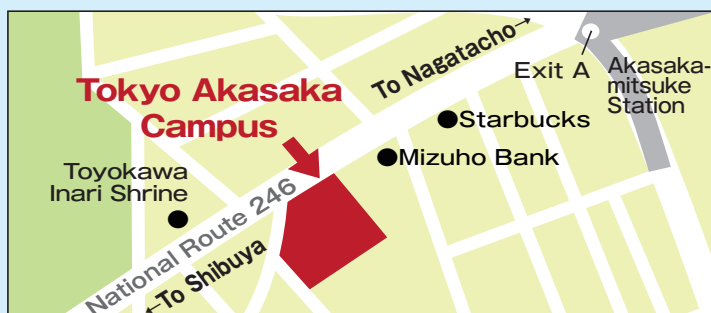 To Nagatacho→
Exit A
Akasaka-
mitsuke
Station
Tokyo Akasaka
Campus
Starbucks
Mizuho Bank
Toyokawa
Inari Shrine
National Route 246
←To Shibuya